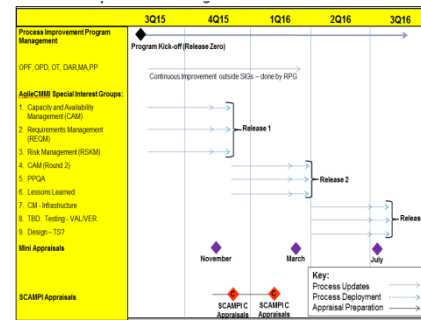 3Q15 4Q15 1Q16 2Q16 3Q16
Process Improvement Program
Management
Program Kick-off (Release Zero)
OPF, OPD, OT, DAR,MA,PP
Continuous Improvement outside SIGs – done by RPG
AgileCMMI Special Interest Groups:
1. Capacity and Availability
Management (CAM)
2. Requirements Management
(REQM)
3. Risk Management (RSKM)
Release 1
4. CAM (Round 2)
5. PPQA
6. Lessons Learned
Release 2
7. CM - Infrastructure
8. TBD: Testing - VAL/VER
9. Design – TS?
Releas
Mini Appraisals
November
March
July
SCAMPI Appraisals
C
C
SCAMPI C
Appraisals
SCAMPI C
Appraisals
Key:
Process Updates
Process Deployment
Appraisal Preparation